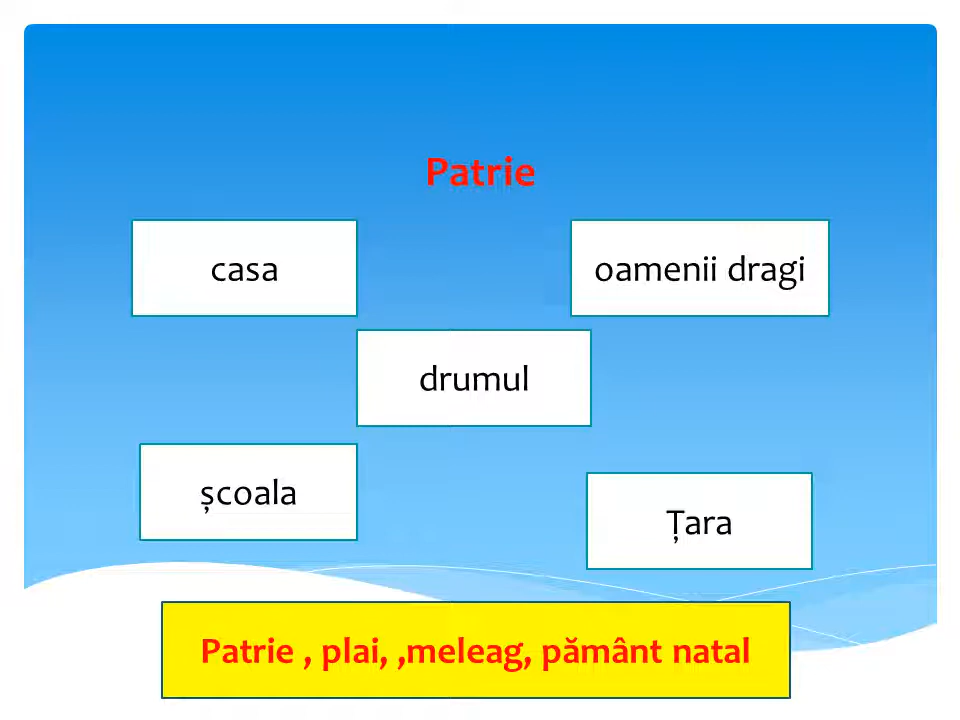 Patrie
casa
oamenii dragi
drumul
școala
Țara
Patrie , plai, ,meleag, pământ natal